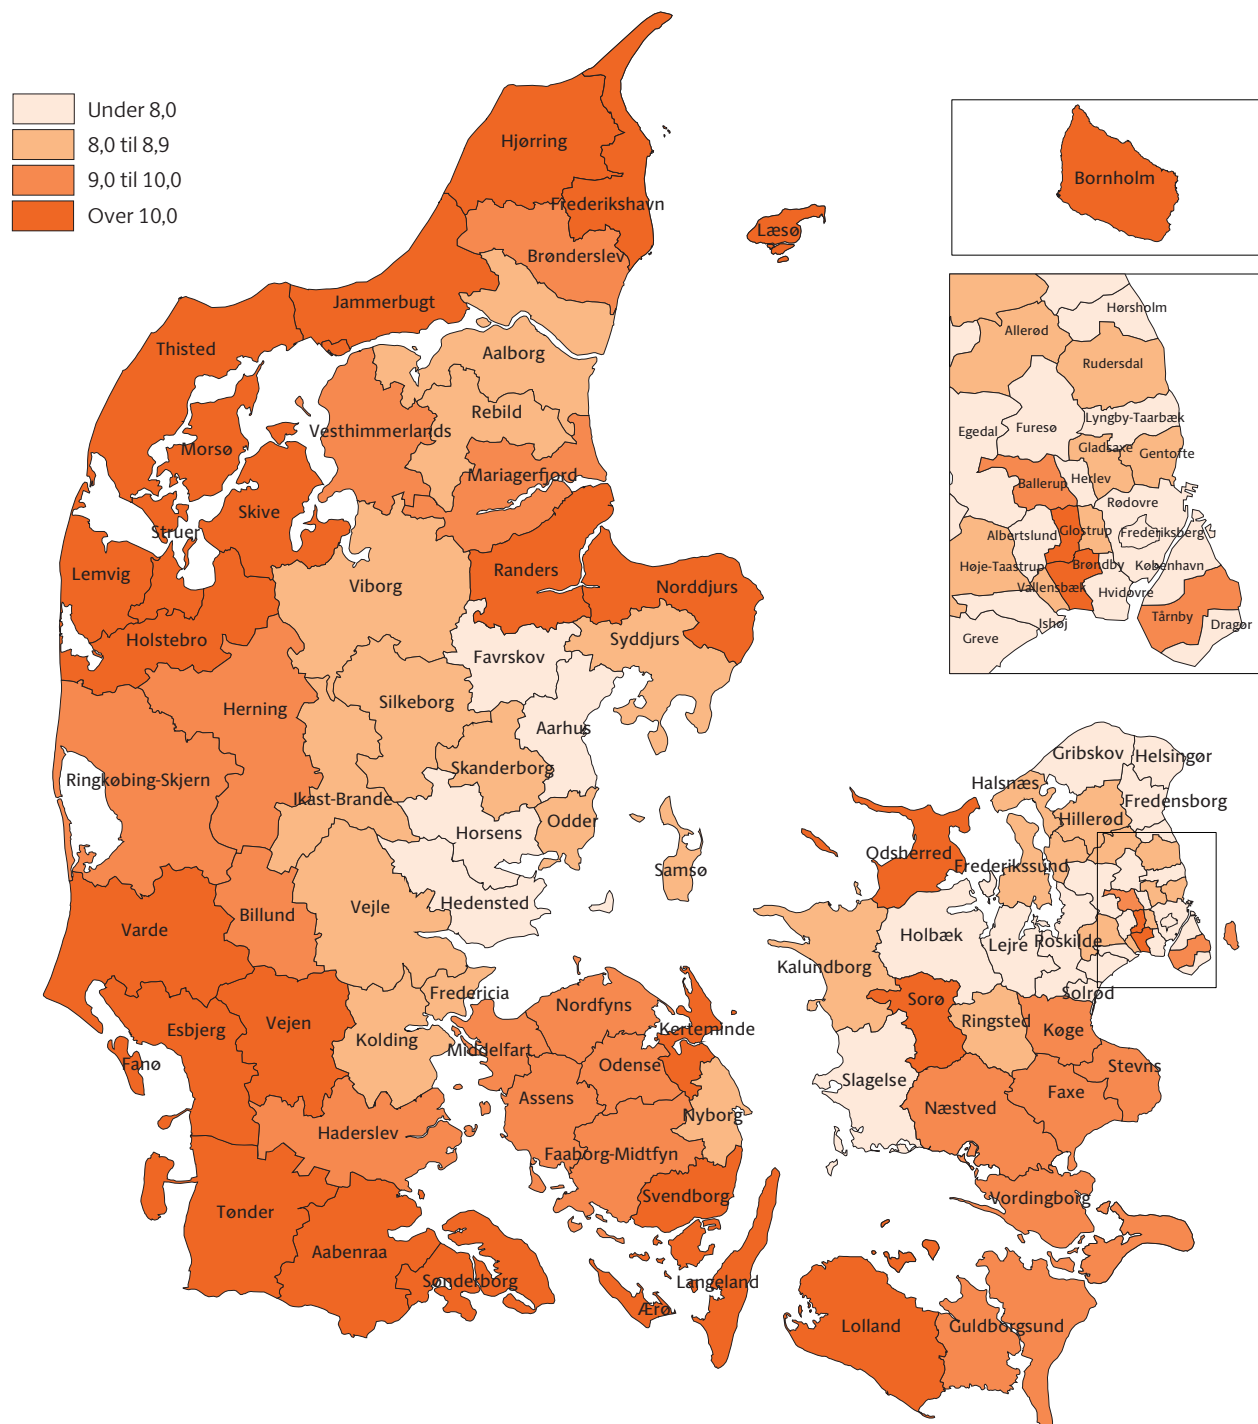 Under 8,0
8,0 til 8,9
9,0 til 10,0
Over 10,0
Hjørring
Frederikshavn
Læsø
Brønderslev
Jammerbugt
Thisted
Aalborg
Rebild
Vesthimmerlands
Morsø
Mariagerfjord
Skive
Struer
Lemvig
Viborg
Randers
Norddjurs
Holstebro
Syddjurs
Favrskov
Silkeborg
Herning
Aarhus
Skanderborg
Ringkøbing-Skjern
Ikast-Brande
Horsens
Odder
Samsø
Hedensted
Vejle
Billund
Varde
Fredericia
Vejen
Esbjerg
Kolding
Fanø
Nordfyns
Kerteminde
Middelfart
Odense
Assens
Nyborg
Haderslev
Faaborg-Midtfyn
Svendborg
Tønder
Aabenraa
Sønderborg
Langeland
Ærø
Bornholm
Hørsholm
Allerød
Rudersdal
Lyngby-Taarbæk
Egedal
Furesø
Gladsaxe
Gentofte
Ballerup
Herlev
Rødovre
Albertslund
Glostrup
Frederiksberg
Høje-Taastrup
Brøndby
København
Vallensbæk
Hvidovre
Tårnby
Ishøj
Dragør
Greve
Gribskov
Helsingør
Halsnæs
Fredensborg
Hillerød
Odsherred
Frederikssund
Holbæk
Lejre
Roskilde
Kalundborg
Solrød
Sorø
Ringsted
Køge
Stevns
Slagelse
Næstved
Faxe
Vordingborg
Lolland
Guldborgsund